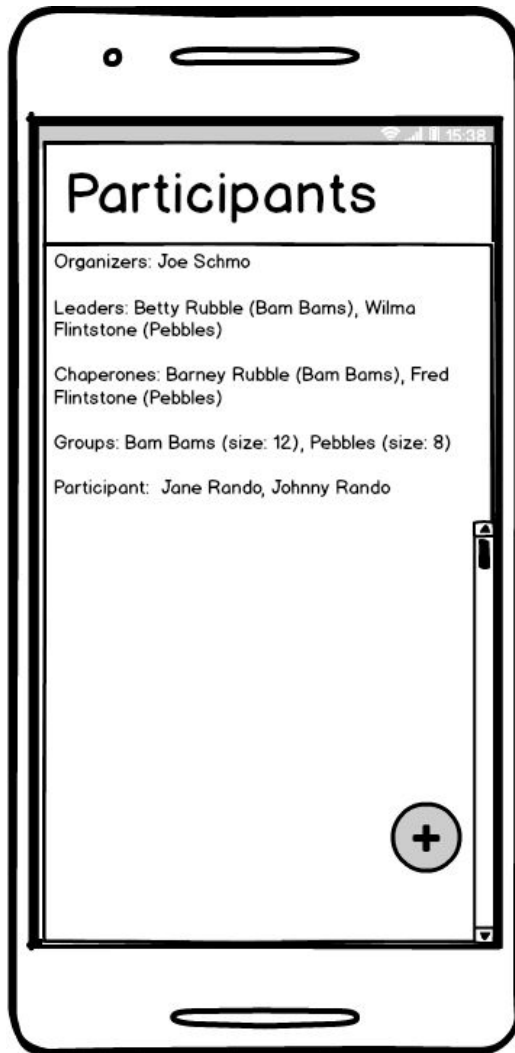 15:38
Participants
Organizers: Joe Schmo
Leaders: Betty Rubble (Bam Bams), Wilma
Flintstone (Pebbles)
Chaperones: Barney Rubble (Bam Bams), Fred
Flintstone (Pebbles)
Groups: Bam Bams (size: 12), Pebbles (size: 8)
Participant:  Jane Rando, Johnny Rando
+